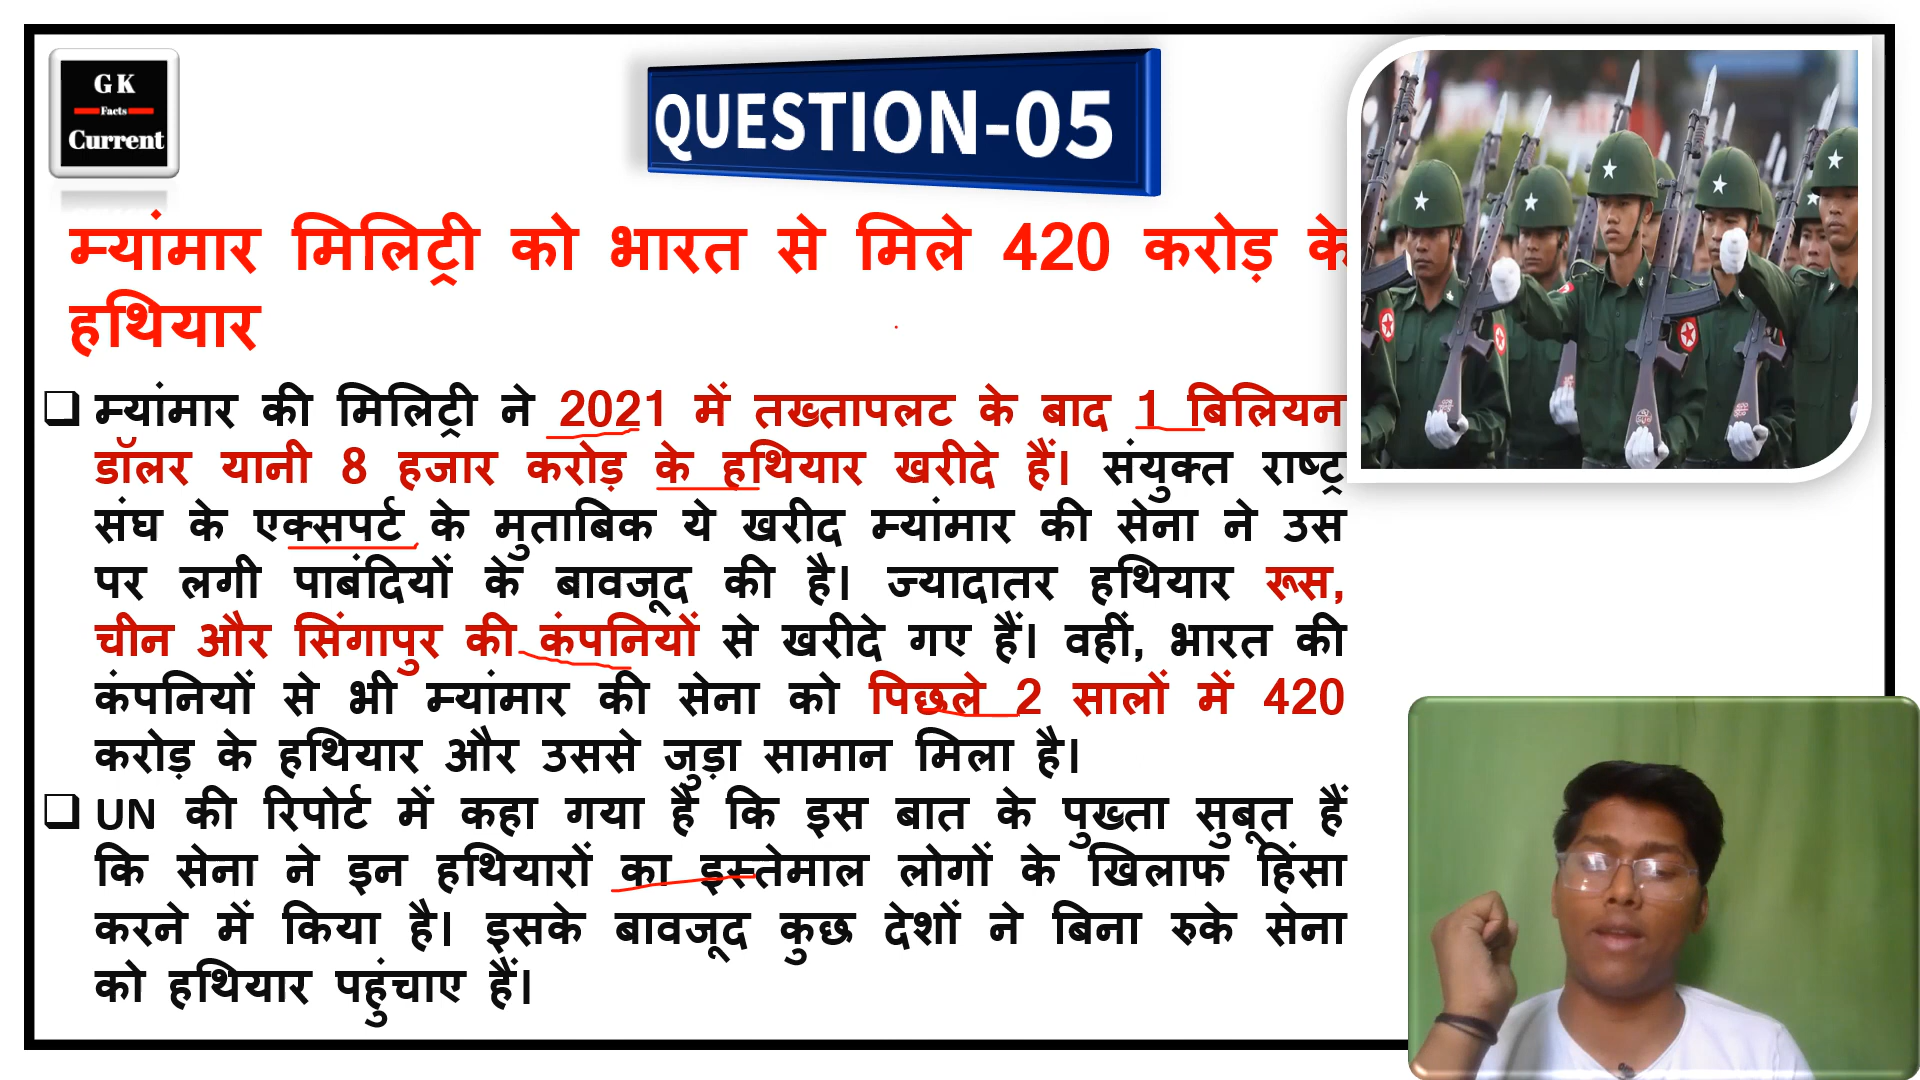 G K
Facts
Current
QUESTION-05
म्यांमार मिलिट्री को भारत से मिले 420 करोड़ के
हथियार
❑ म्यांमार की मिलिट्री ने 2021 में तख्तापलट के बाद 1 बिलियन
डॉलर यानी 8 हजार करोड़ के हथियार खरीदे हैं। संयुक्त राष्ट्र
संघ के एक्सपर्ट के मुताबिक ये खरीद म्यांमार की सेना ने उस
पर लगी पाबंदियों के बावजूद की है। ज्यादातर हथियार रूस,
चीन और सिंगापुर की कंपनियों से खरीदे गए हैं। वहीं, भारत की
कंपनियों से भी म्यांमार की सेना को पिछले 2 सालों में 420
करोड़ के हथियार और उससे जुड़ा सामान मिला है।
❑ UN की रिपोर्ट में कहा गया है कि इस बात के पुख्ता सुबूत हैं
कि सेना ने इन हथियारों का इस्तेमाल लोगों के खिलाफ हिंसा
करने में किया है। इसके बावजूद कुछ देशों ने बिना रुके सेना
को हथियार पहुंचाए हैं।